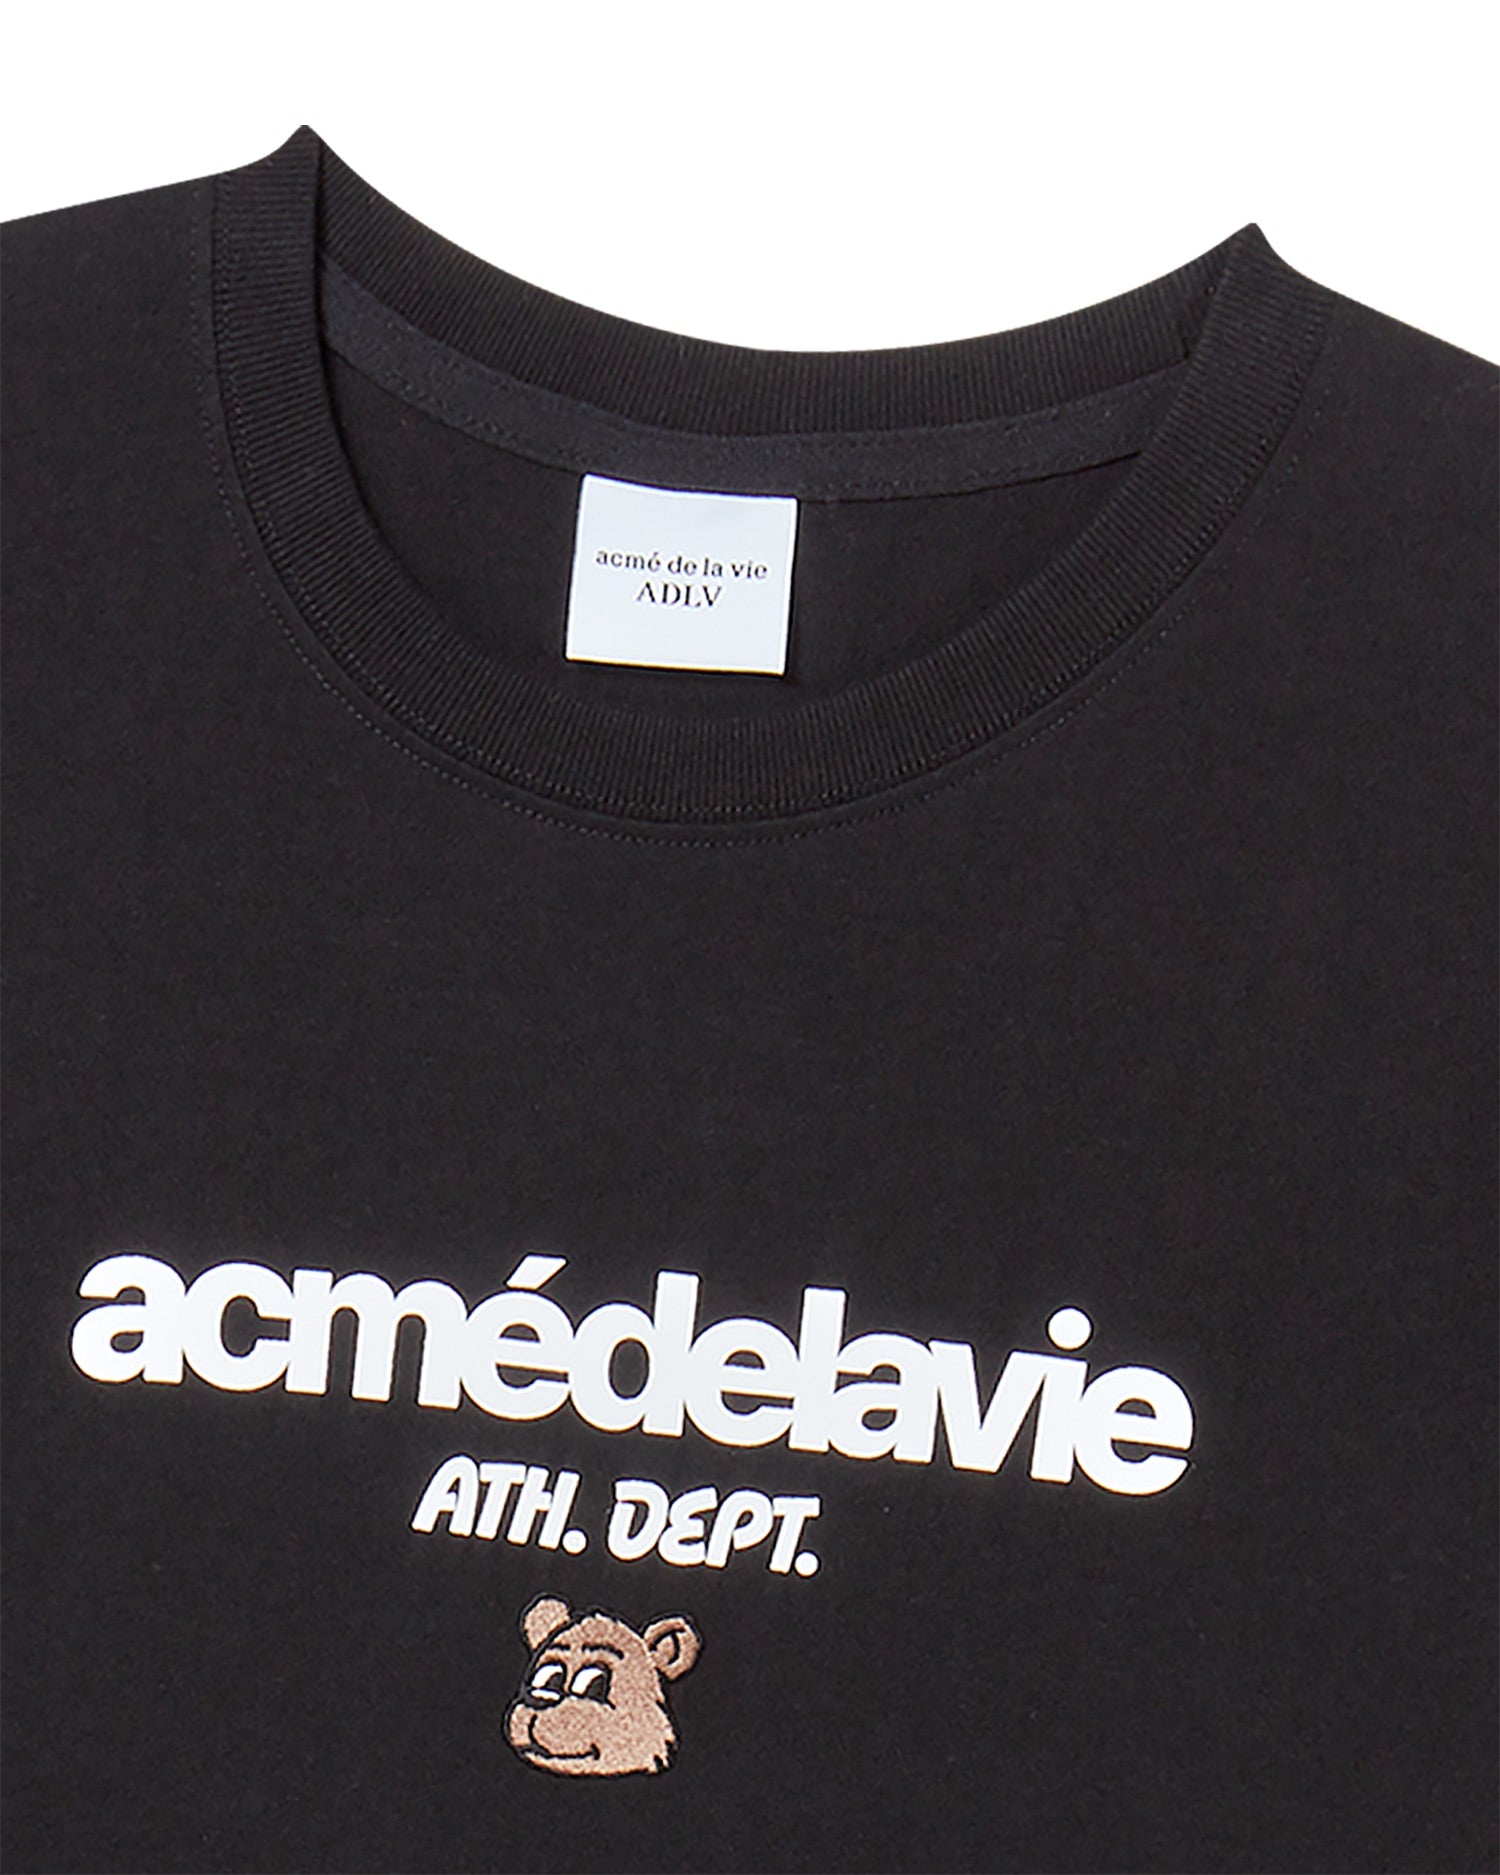 acmé de la vie
ADLV
acmédelavie
ATH. DEPT.